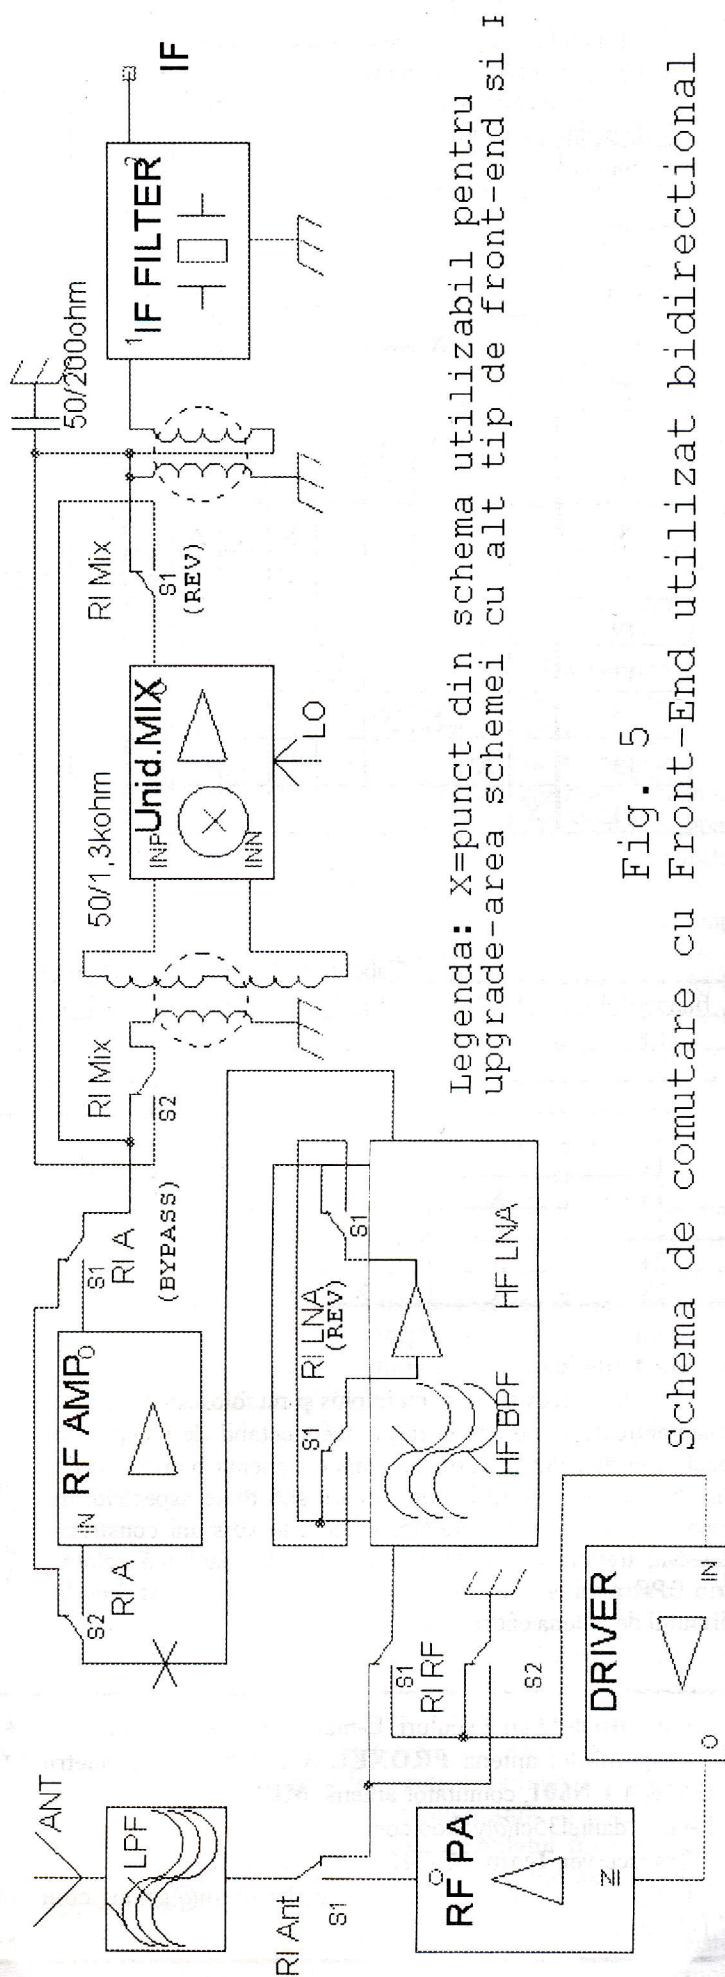 ANT
LPF
RI Ant
S1
RF PA
O
IN
DRIVER
IN
O
S1
RI RF
S2
HF BPF
HF LNA
RI LNA
(REV)
S1
S1
S2
RI A
RF AMP
IN
O
S1
RI A
(BYPASS)
RI Mix
S2
50/1,3kohm
Unid.MIX
INP
INN
O
LO
RI Mix
S1
(REV)
50/200ohm
IF FILTER
1
2
IF
Legenda: X=punct din schema utilizabil pentru
upgrade-area schemei cu alt tip de front-end si I
Fig. 5
Schema de comutare cu Front-End utilizat bidirectional